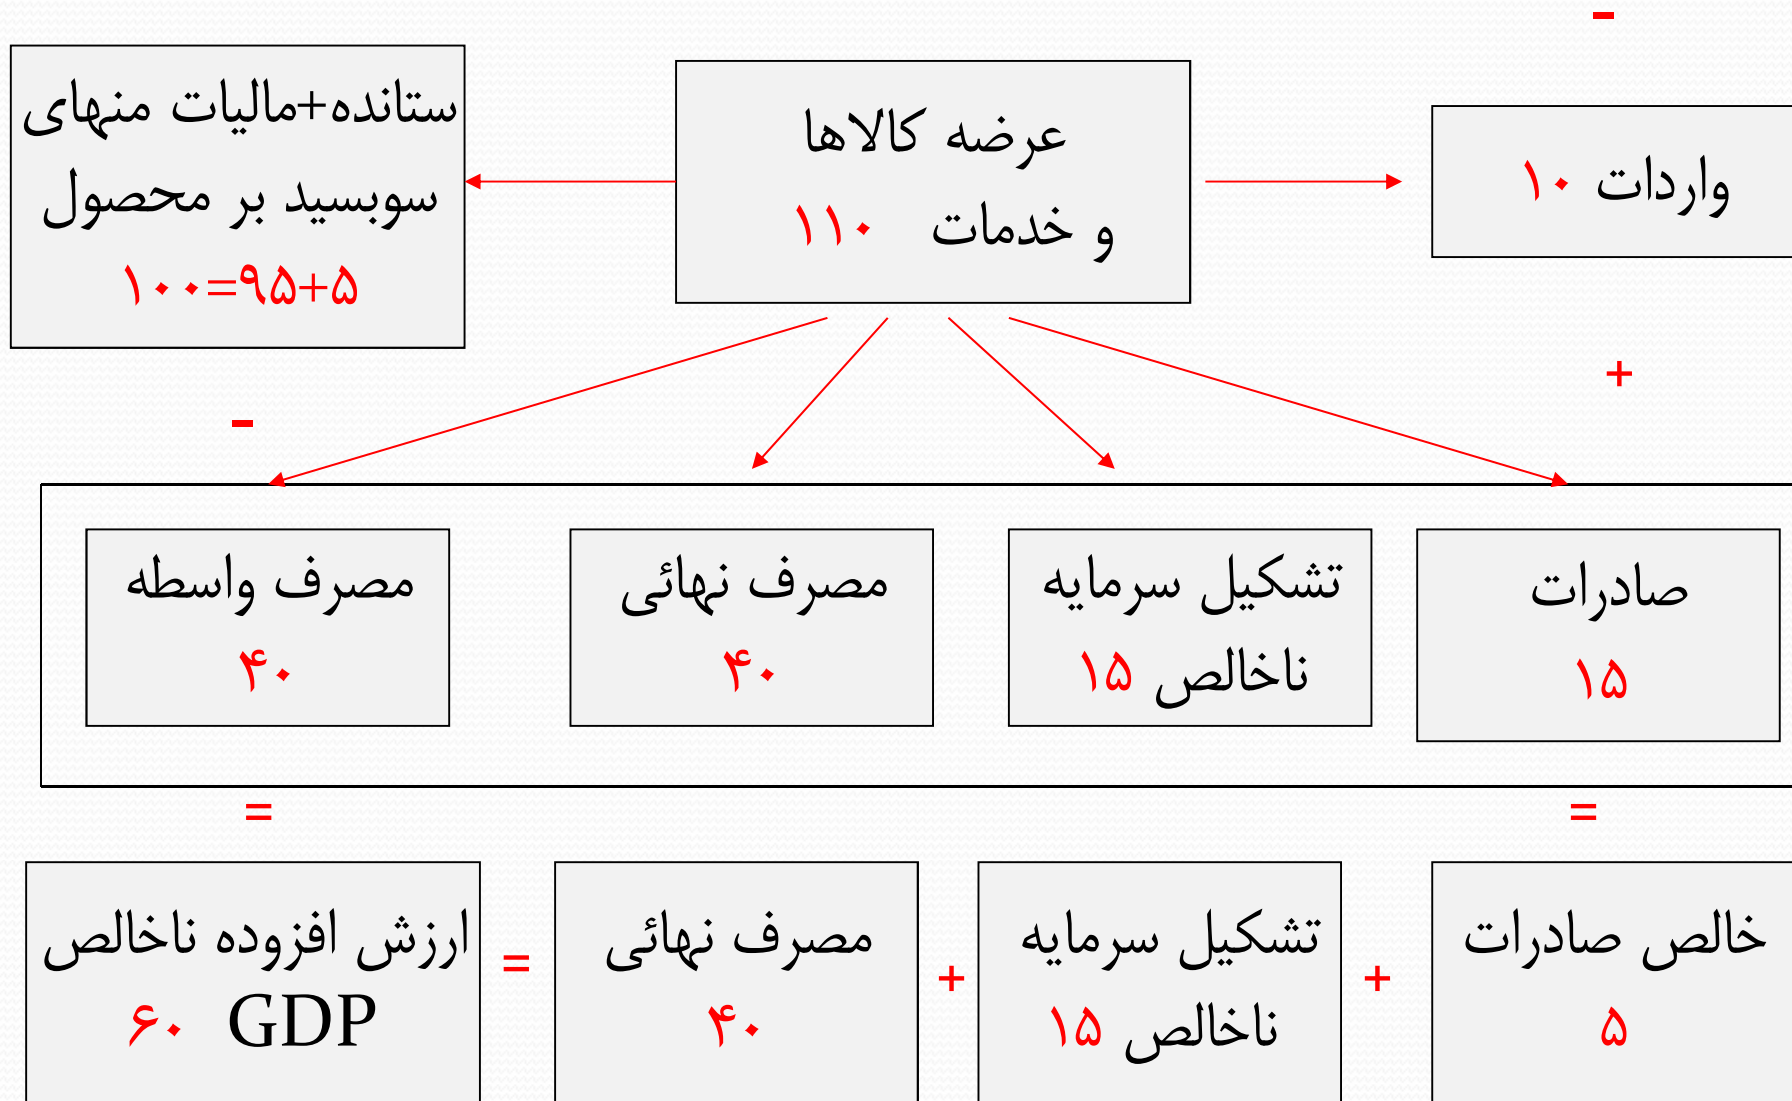 -
واردات ۱۰
عرضه کالاها
و خدمات ۱۱۰
ستانده+مالیات منهای
سوبسید بر محصول
۱۰۰=۹۵+۵
+
-
صادرات
۱۵
تشکیل سرمایه
ناخالص ۱۵
مصرف نهائی
۴۰
مصرف واسطه
۴۰
=
=
خالص صادرات
۵
+
تشکیل سرمایه
ناخالص ۱۵
+
مصرف نهائی
۴۰
=
ارزش افزوده ناخالص
۶۰ GDP